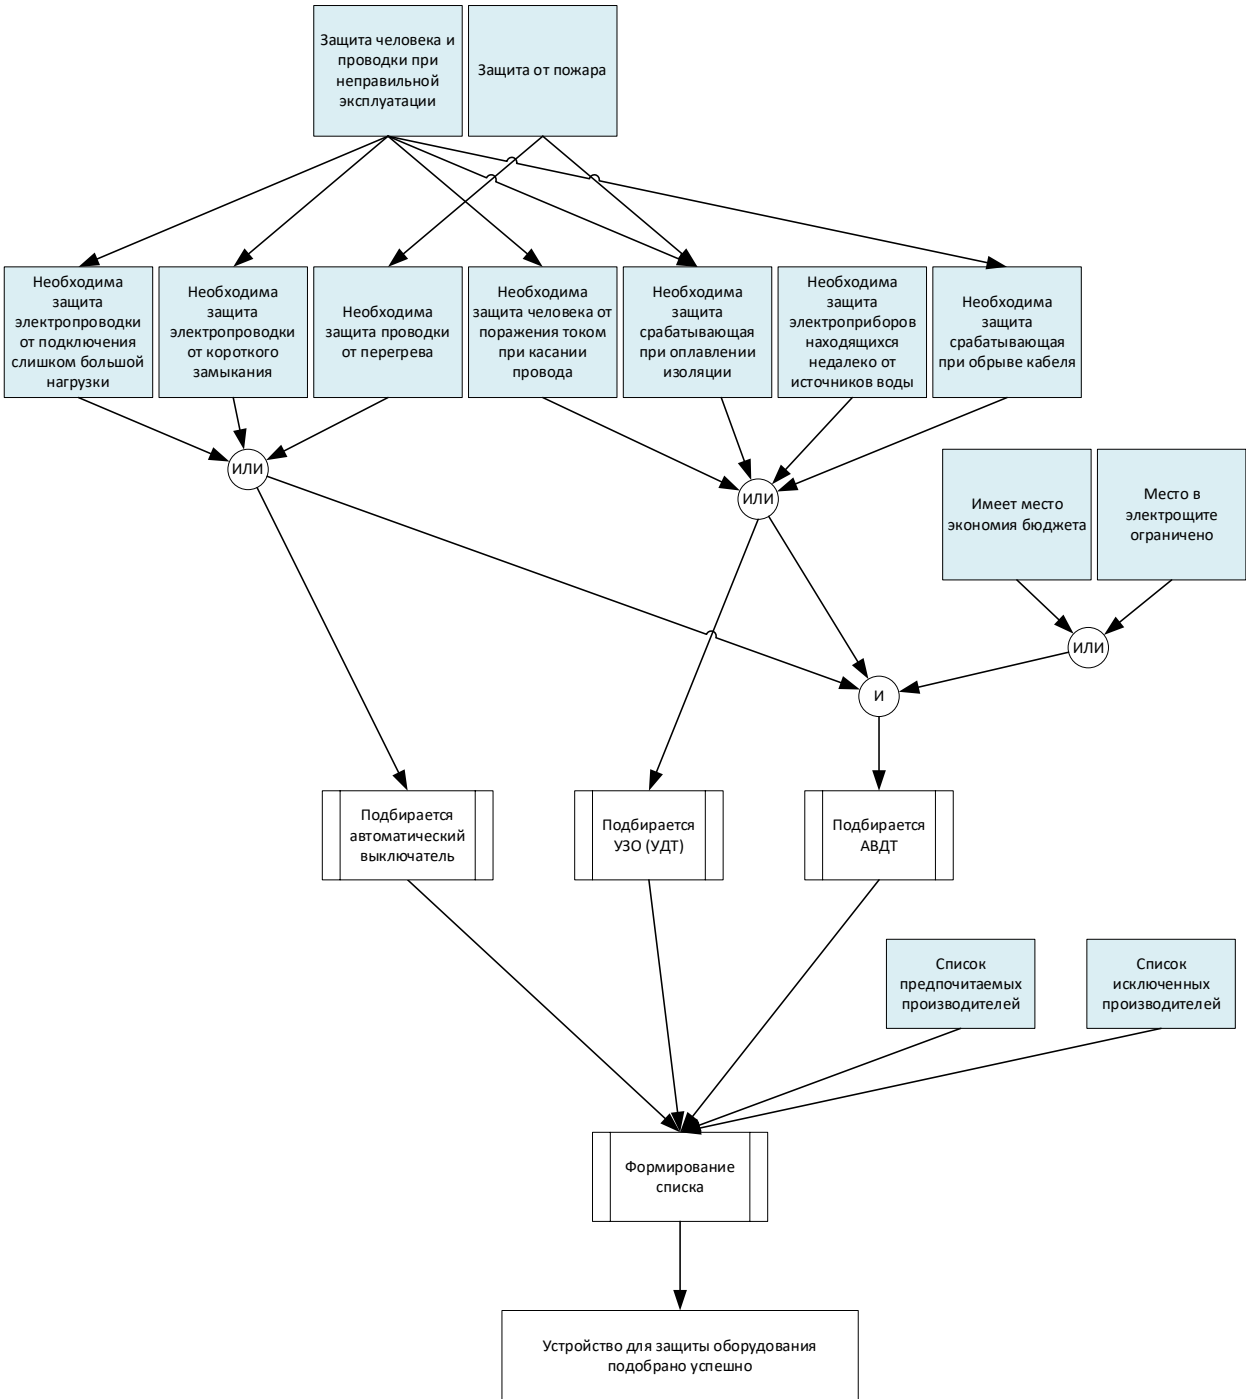 Защита человека и
проводки при
неправильной
эксплуатации
Защита от пожара
Необходима
защита
электропроводки
от подключения
слишком большой
нагрузки
Необходима
защита
электропроводки
от короткого
замыкания
Необходима
защита проводки
от перегрева
Необходима
защита человека от
поражения током
при касании
провода
Необходима
защита
срабатывающая
при оплавлении
изоляции
Необходима
защита
электроприборов
находящихся
недалеко от
источников воды
Необходима
защита
срабатывающая
при обрыве кабеля
ИЛИ
ИЛИ
Имеет место
экономия бюджета
Место в
электрощите
ограничено
ИЛИ
И
Подбирается
автоматический
выключатель
Подбирается
УЗО (УДТ)
Подбирается
АВДТ
Список
предпочитаемых
производителей
Список
исключенных
производителей
Формирование
списка
Устройство для защиты оборудования
подобрано успешно